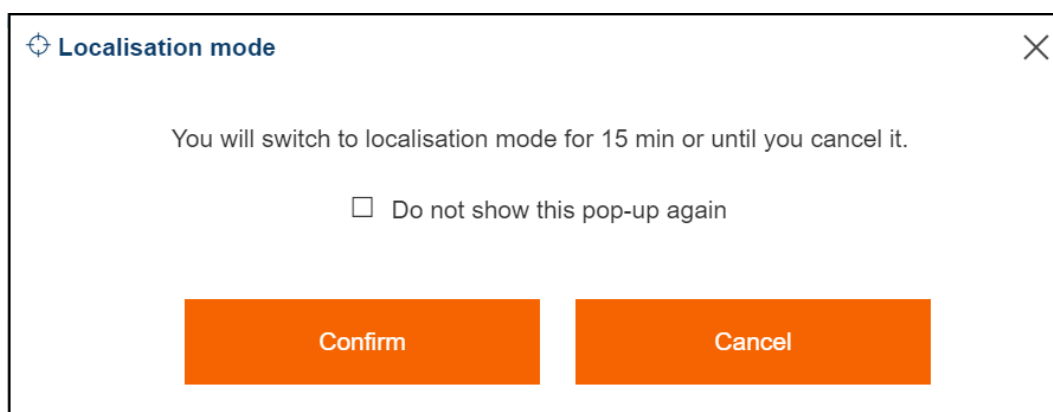 Localisation mode
You will switch to localisation mode for 15 min or until you cancel it.
Do not show this pop-up again
Confirm
Cancel